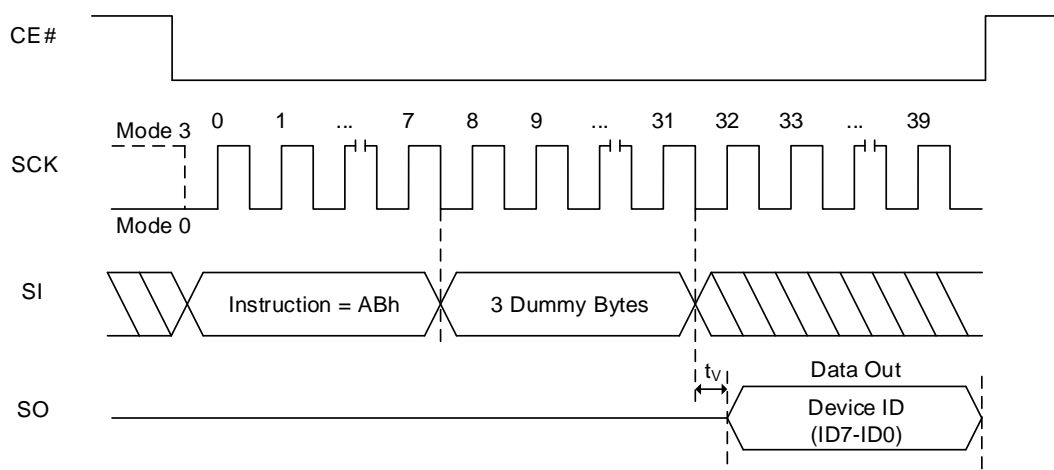 CE#
0 1 ... 7 8 9 ... 31 32 33 ... 39
Mode 3
SCK
Mode 0
SI
Instruction = ABh
3 Dummy Bytes
tV
Data Out
SO
Device ID
(ID7-ID0)